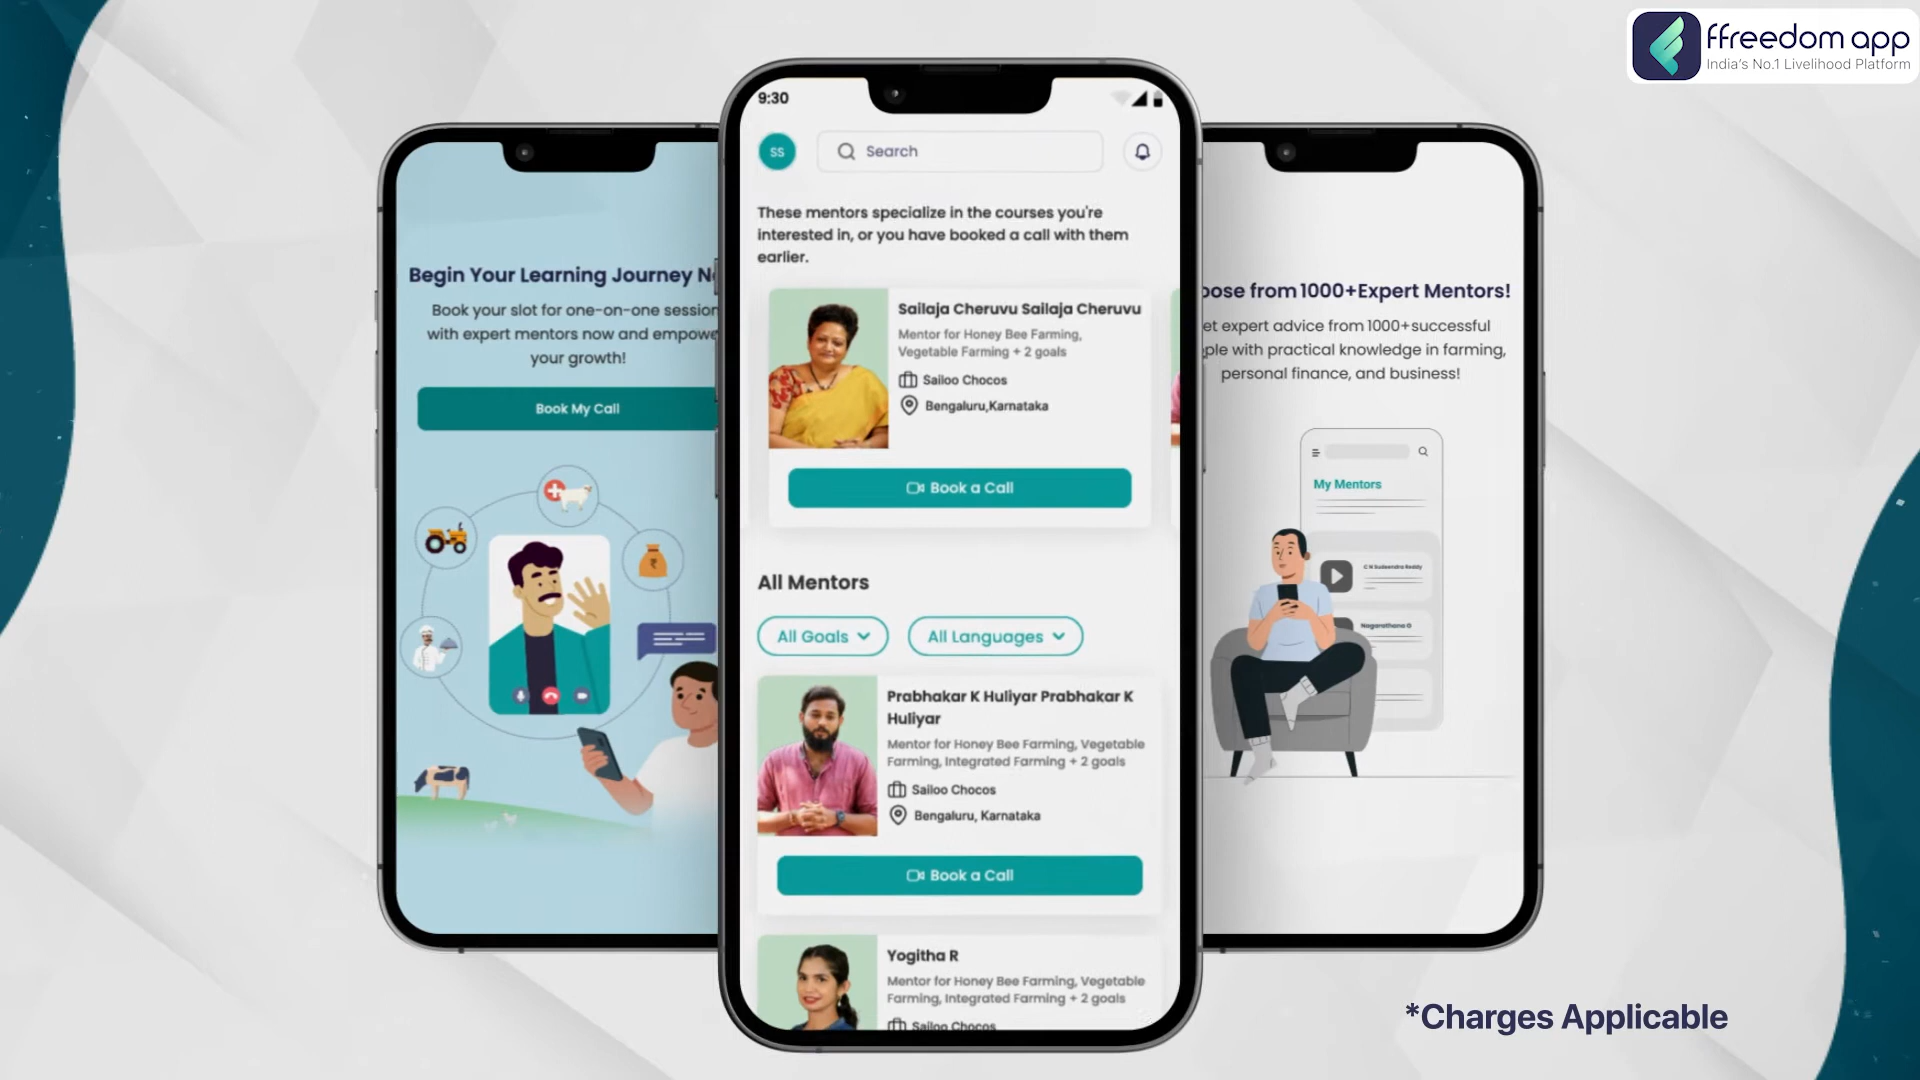 ffreedom app
India's No.1 Livelihood Platform
Begin Your Learning Journey
Book your slot for one-on-one session
with expert mentors now and
your growth!
Book My Call
9:30
SS
Search
These mentors specialize in the courses you're
interested in, or you have booked a call with them
earlier.
Sailaja Cheruvu Sailaja Cheruvu
Mentor for Honey Bee Farming,
Vegetable Farming + 2 goals
Sailoo Chocos
Bengaluru,Karnataka
Book a Call
All Mentors
All Goals
All Languages
Prabhakar K Huliyar Prabhakar K
Huliyar
Mentor for Honey Bee Farming, Vegetable
Farming, Integrated Farming + 2 goals
Sailoo Chocos
Bengaluru, Karnataka
Book a Call
Yogitha R
Mentor for Honey Bee Farming, Vegetable
Farming, Integrated Farming + 2 goals
Sailoo Chocos
from 1000+Expert Mentors!
expert advice from 1000+successful
with practical knowledge in farming,
personal finance, and business!
My Mentors
C N Sudeendra Reddy
Nagarathana G
*Charges Applicable